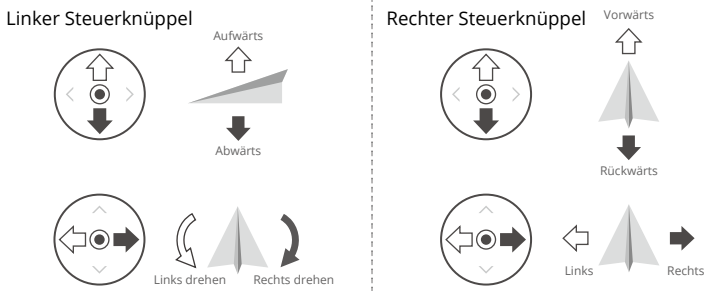 Linker Steuerknüppel
Aufwärts
Abwärts
Links drehen
Rechts drehen
Rechter Steuerknüppel
Vorwärts
Rückwärts
Links
Rechts